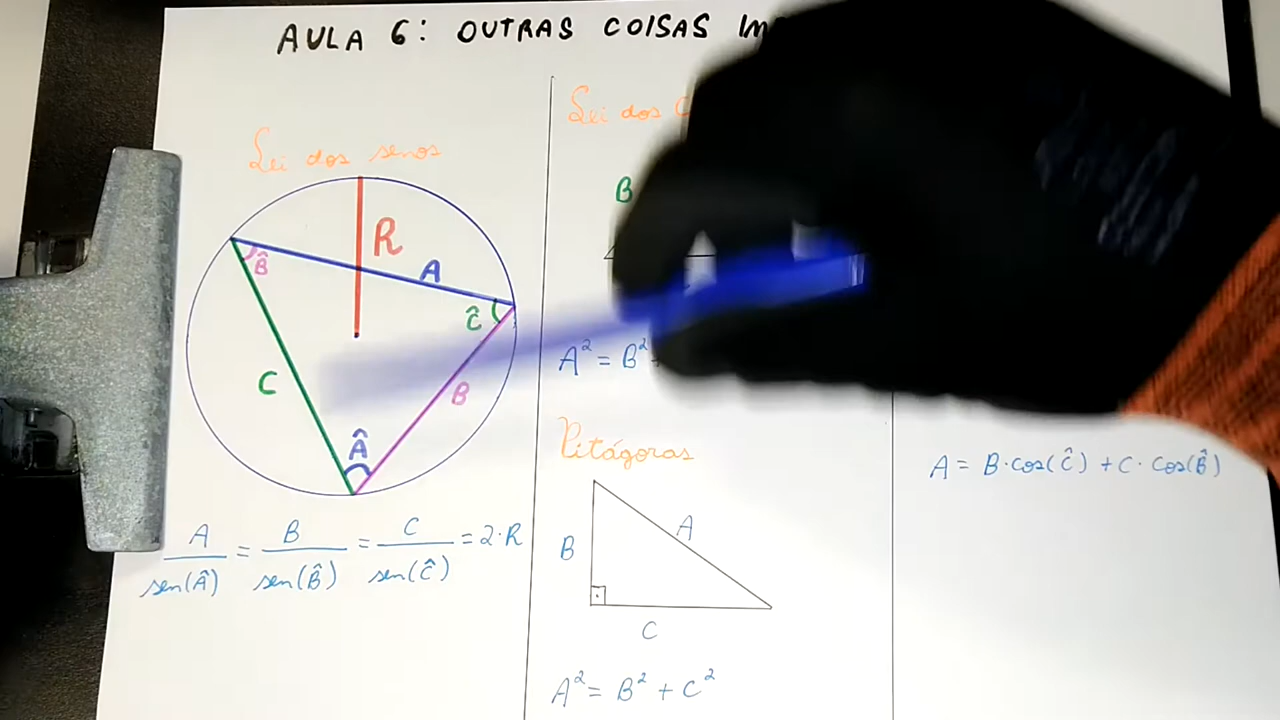 AULA 6: OUTRAS COISAS
Lei dos senos
R
B̂
A
Ĉ
C
B
Â
A/sen(Â) = B/sen(B̂) = C/sen(Ĉ) = 2·R
Lei dos
B
A² = B²
Pitágoras
B
A
C
A² = B² + C²
A = B·cos(Ĉ) + C·cos(B̂)